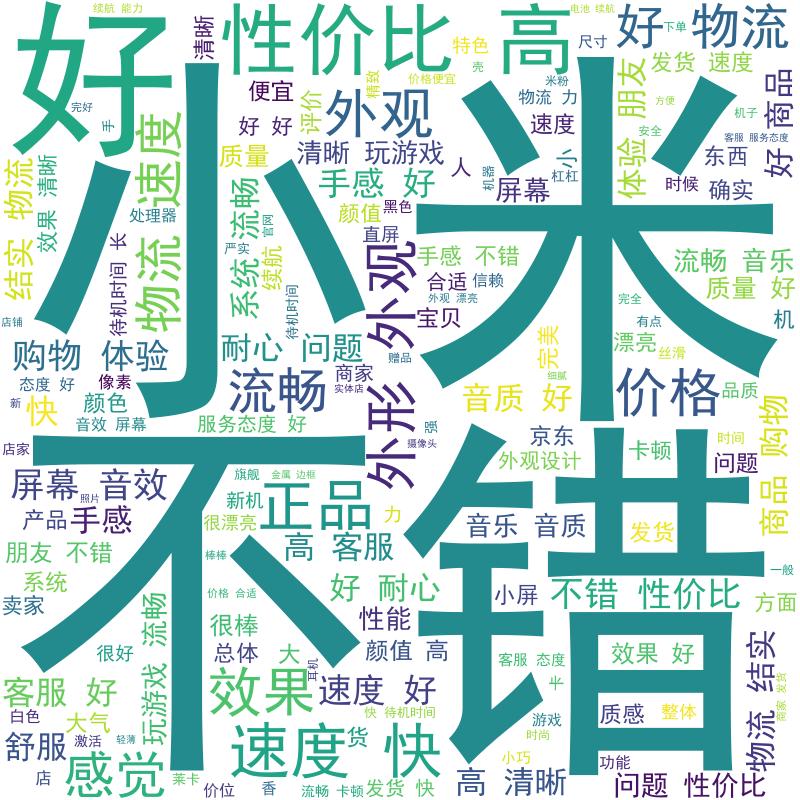 续航 能力
好
清晰
性价比 高
特色
电池 续航
尺寸
好 物流
下单
发货 速度
好 商品
完好
手
速度
便宜
好 好
评价
精致
价格便宜
壳
外观
米粉
物流 力
速度
体验 朋友
方便
安全
机子
客服 服务态度
东西
时候
确实
小米
结实 物流
效果 清晰
处理器
物流 速度
质量
清晰 玩游戏
手感 好
人
机器
屏幕
小
杠杠
系统 流畅
严实
官网
续航
颜值
黑色
直屏
待机时间 长
待机时间
外形 外观
手感 不错
合适
信赖
外观 漂亮
宝贝
完美
细腻
完全
有点
漂亮
丝滑
流畅 音乐
质量 好
机
店铺
购物 体验
耐心 问题
赠品
态度 好
像素
流畅
商家
实体店
音质 好
价格
品质
新
快
颜色
音效 屏幕
服务态度 好
强
摄像头
京东
外观设计
卡顿
时间
问题
商品 购物
店家
不错
屏幕 音效
照片
旗舰
金属 边框
产品
手感
新机
很漂亮
正品
力
音乐 音质
发货
朋友 不错
棒棒
高 客服
一般
系统
卖家
价格 合适
好 耐心
小屏
不错 性价比
方面
很棒
性能
很好
玩游戏 流畅
总体
大
耳机
颜值 高
客服 态度
效果 好
物流 结实
客服 好
白色
大气
效果
速度 好
快 待机时间
游戏
时尚
质感
整体
商家 发货
舒服
激活
轻薄
速度 快
货
小巧
功能
店
感觉
莱卡
价位
香
流畅 卡顿
发货 快
高 清晰
问题 性价比